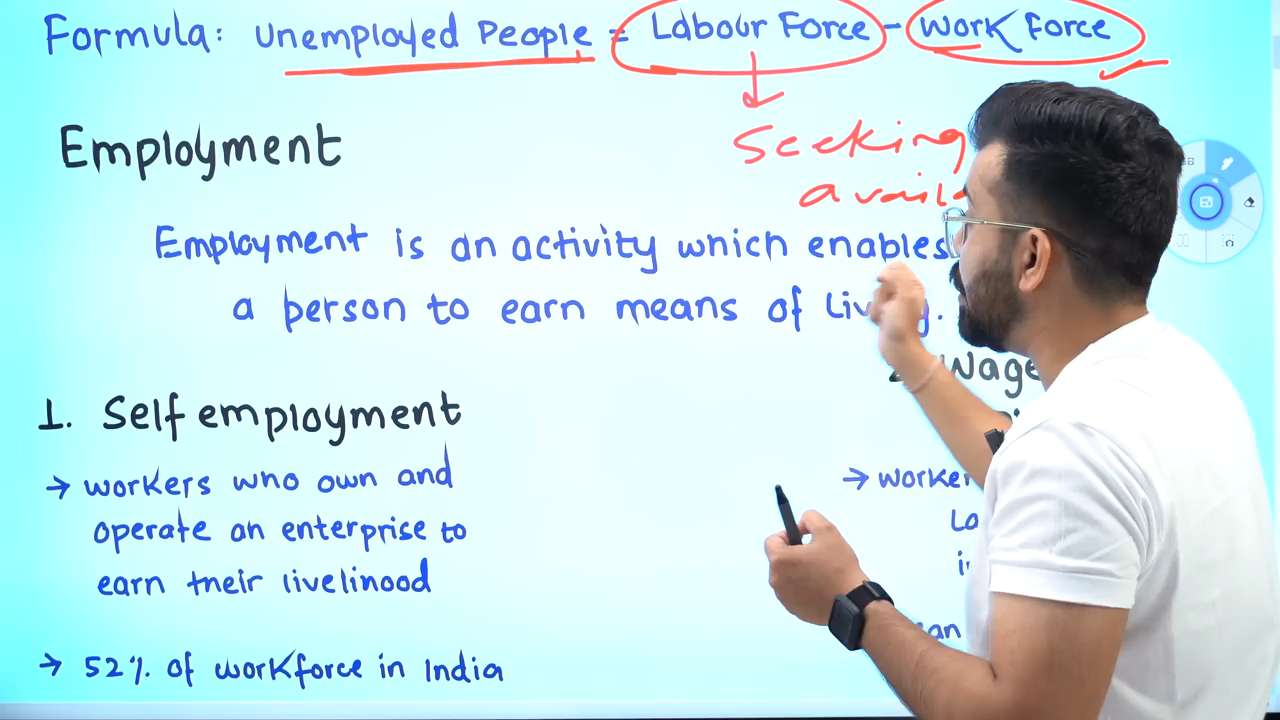 Formula: Unemployed People = Labour Force - Work Force
Seeking
Employment
Employment is an activity which enables
a person to earn means of
1. Self employment
→ workers who own and
operate an enterprise to
earn their livelihood
→ 52% of workforce in India
Wage
→